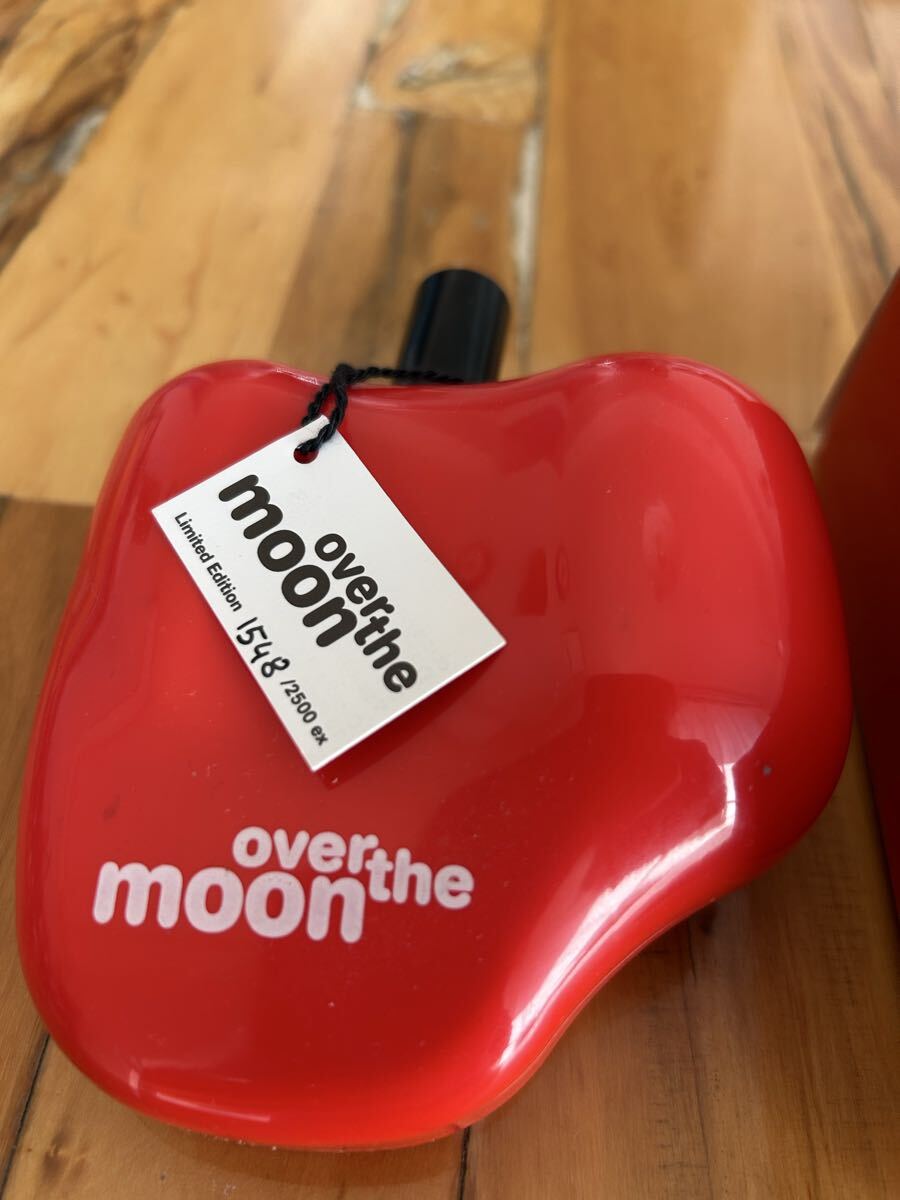 over
moon the
Limited Edition 1548 /2500 ex
over
moon the